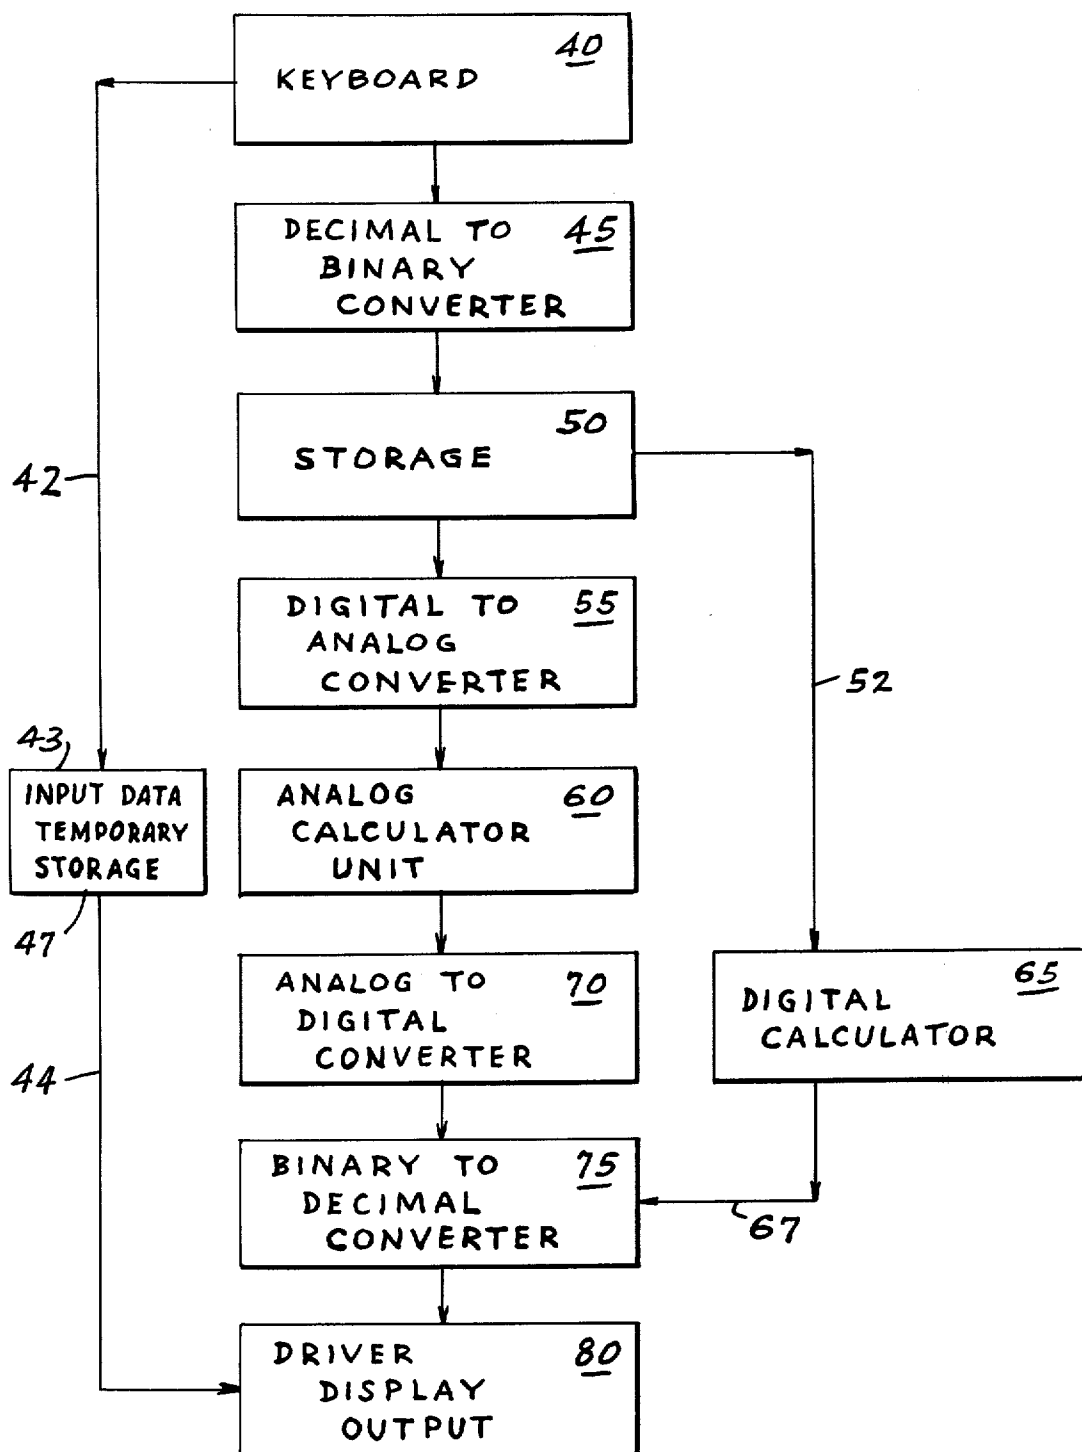 40
KEYBOARD
DECIMAL TO 45
BINARY
CONVERTER
50
STORAGE
42
DIGITAL TO 55
ANALOG
CONVERTER
52
43
INPUT DATA
TEMPORARY
STORAGE
47
ANALOG 60
CALCULATOR
UNIT
ANALOG TO 70
DIGITAL
CONVERTER
65
DIGITAL
CALCULATOR
44
BINARY TO 75
DECIMAL
CONVERTER
67
DRIVER 80
DISPLAY
OUTPUT